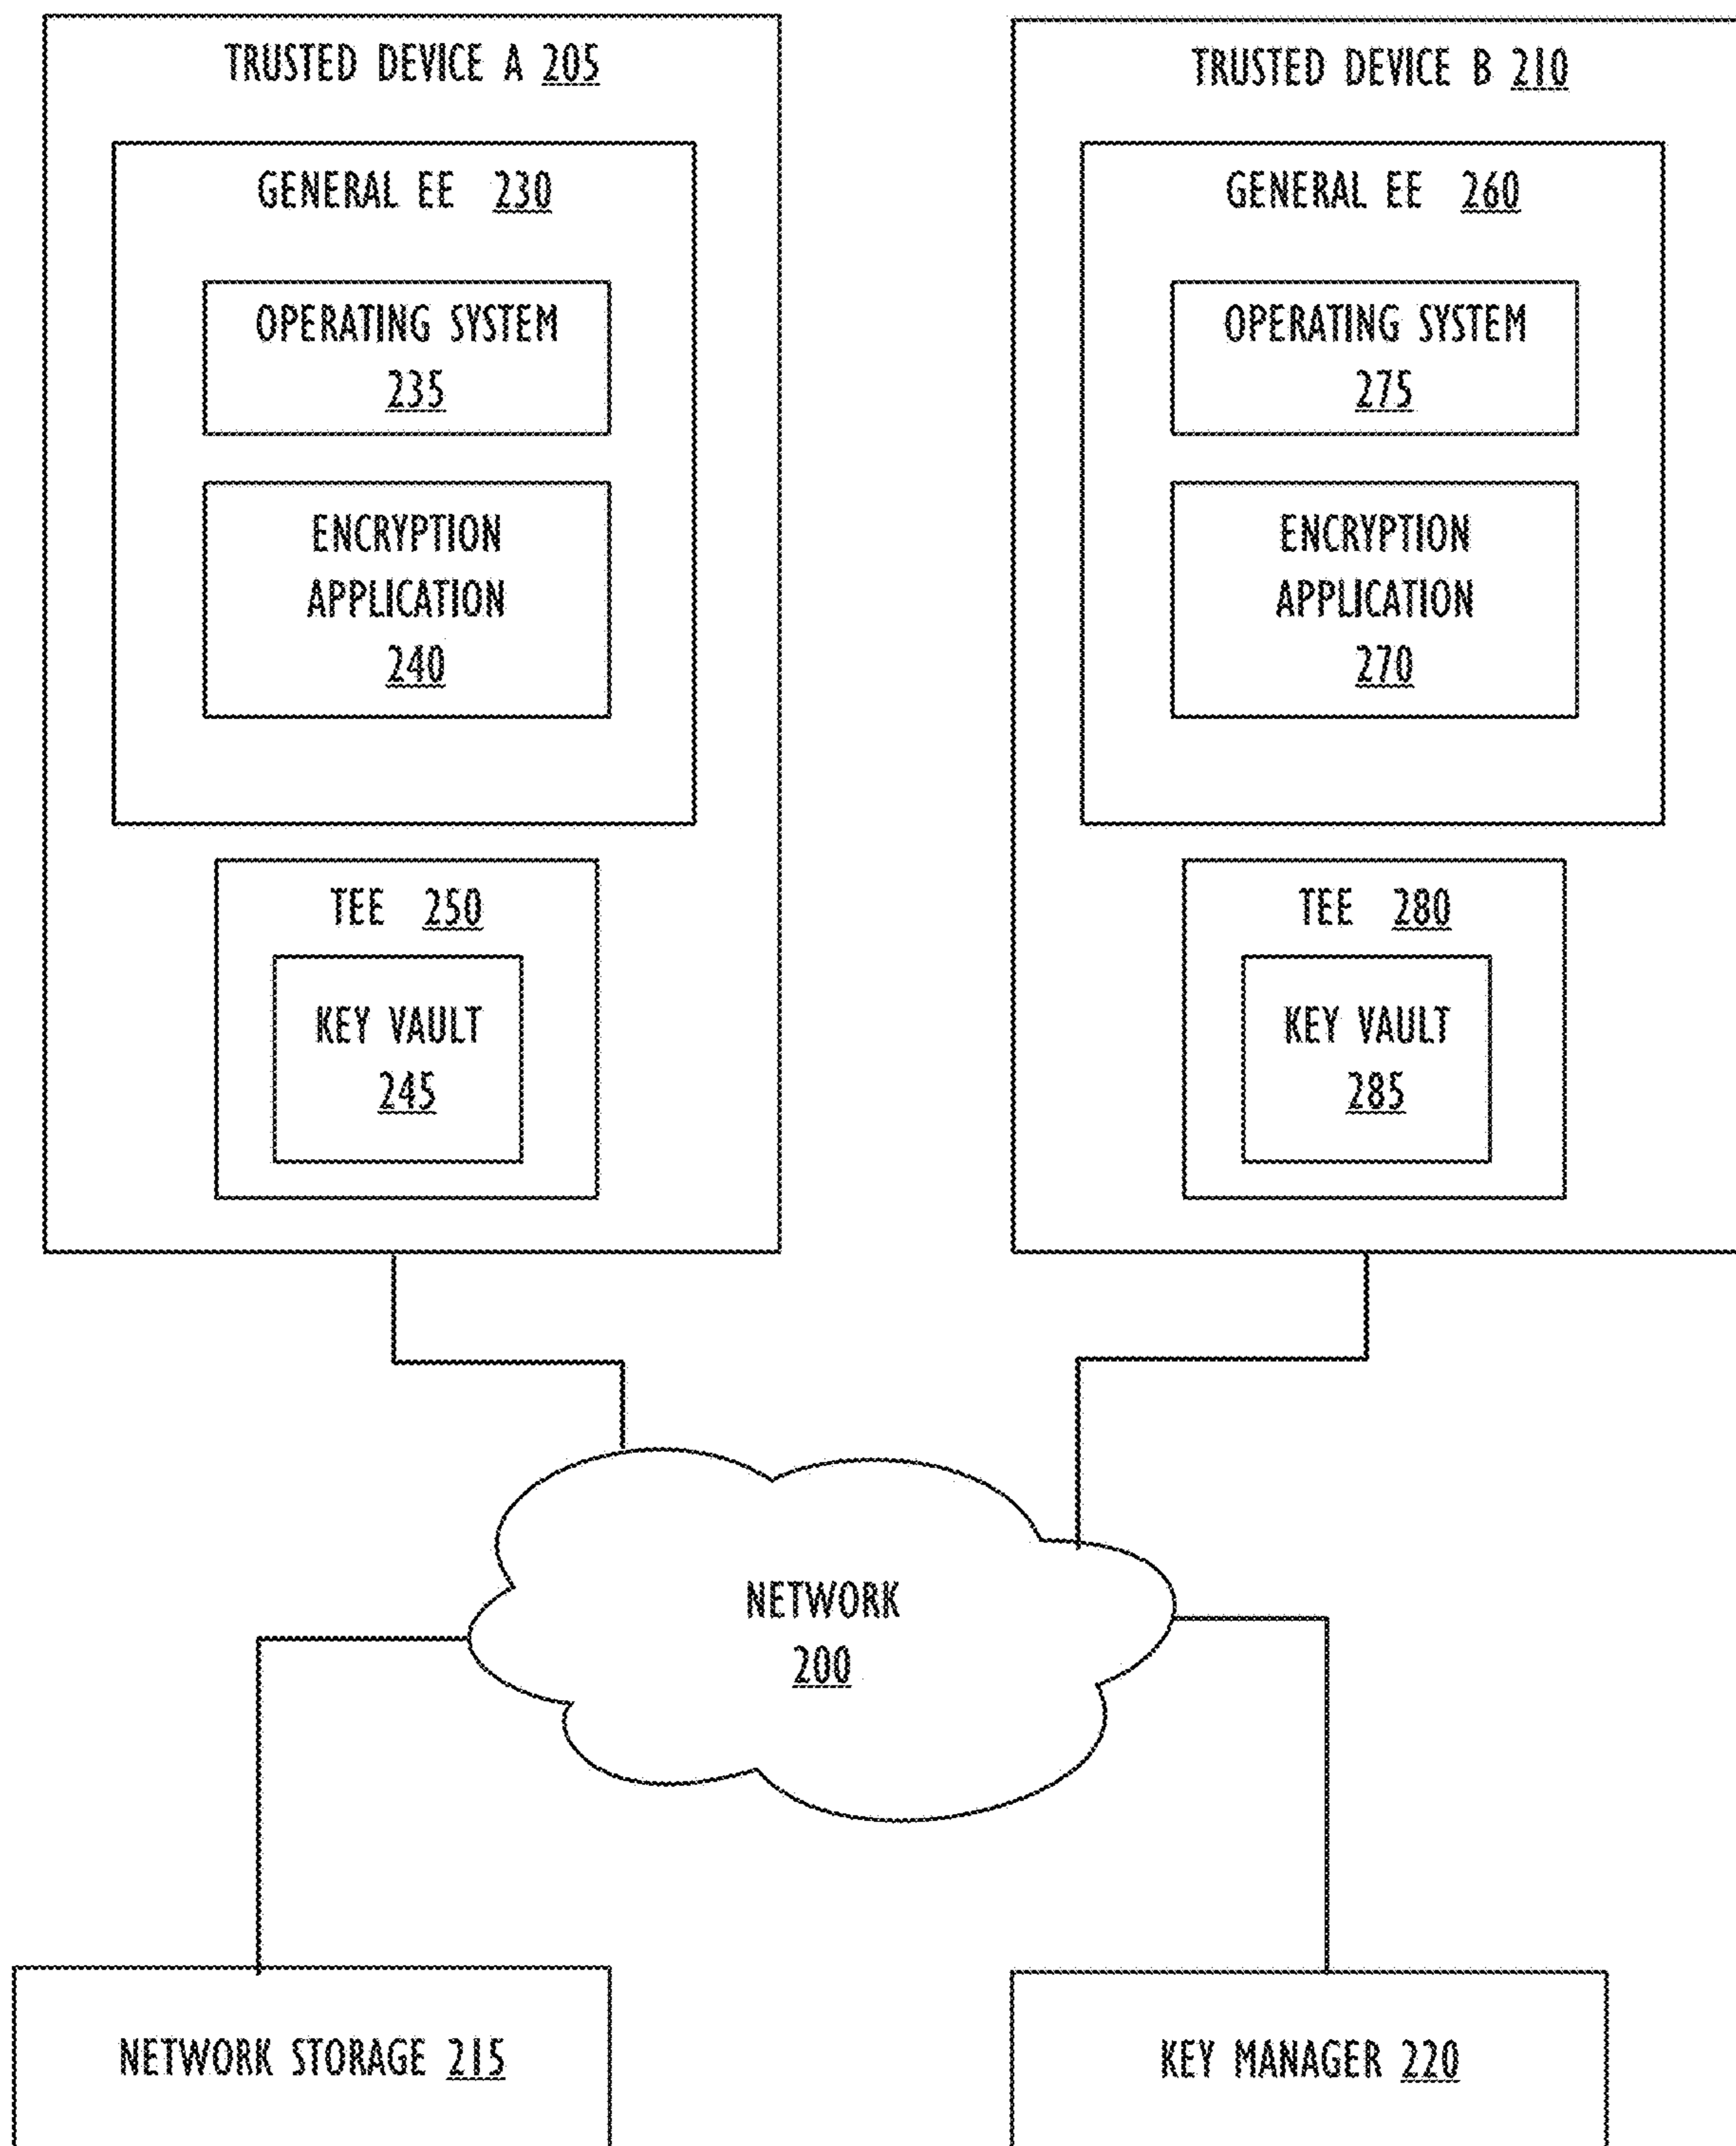 TRUSTED DEVICE A 205
GENERAL EE 230
OPERATING SYSTEM
235
ENCRYPTION
APPLICATION
240
TEE 250
KEY VAULT
245
TRUSTED DEVICE B 210
GENERAL EE 260
OPERATING SYSTEM
275
ENCRYPTION
APPLICATION
270
TEE 280
KEY VAULT
285
NETWORK
200
NETWORK STORAGE 215
KEY MANAGER 220